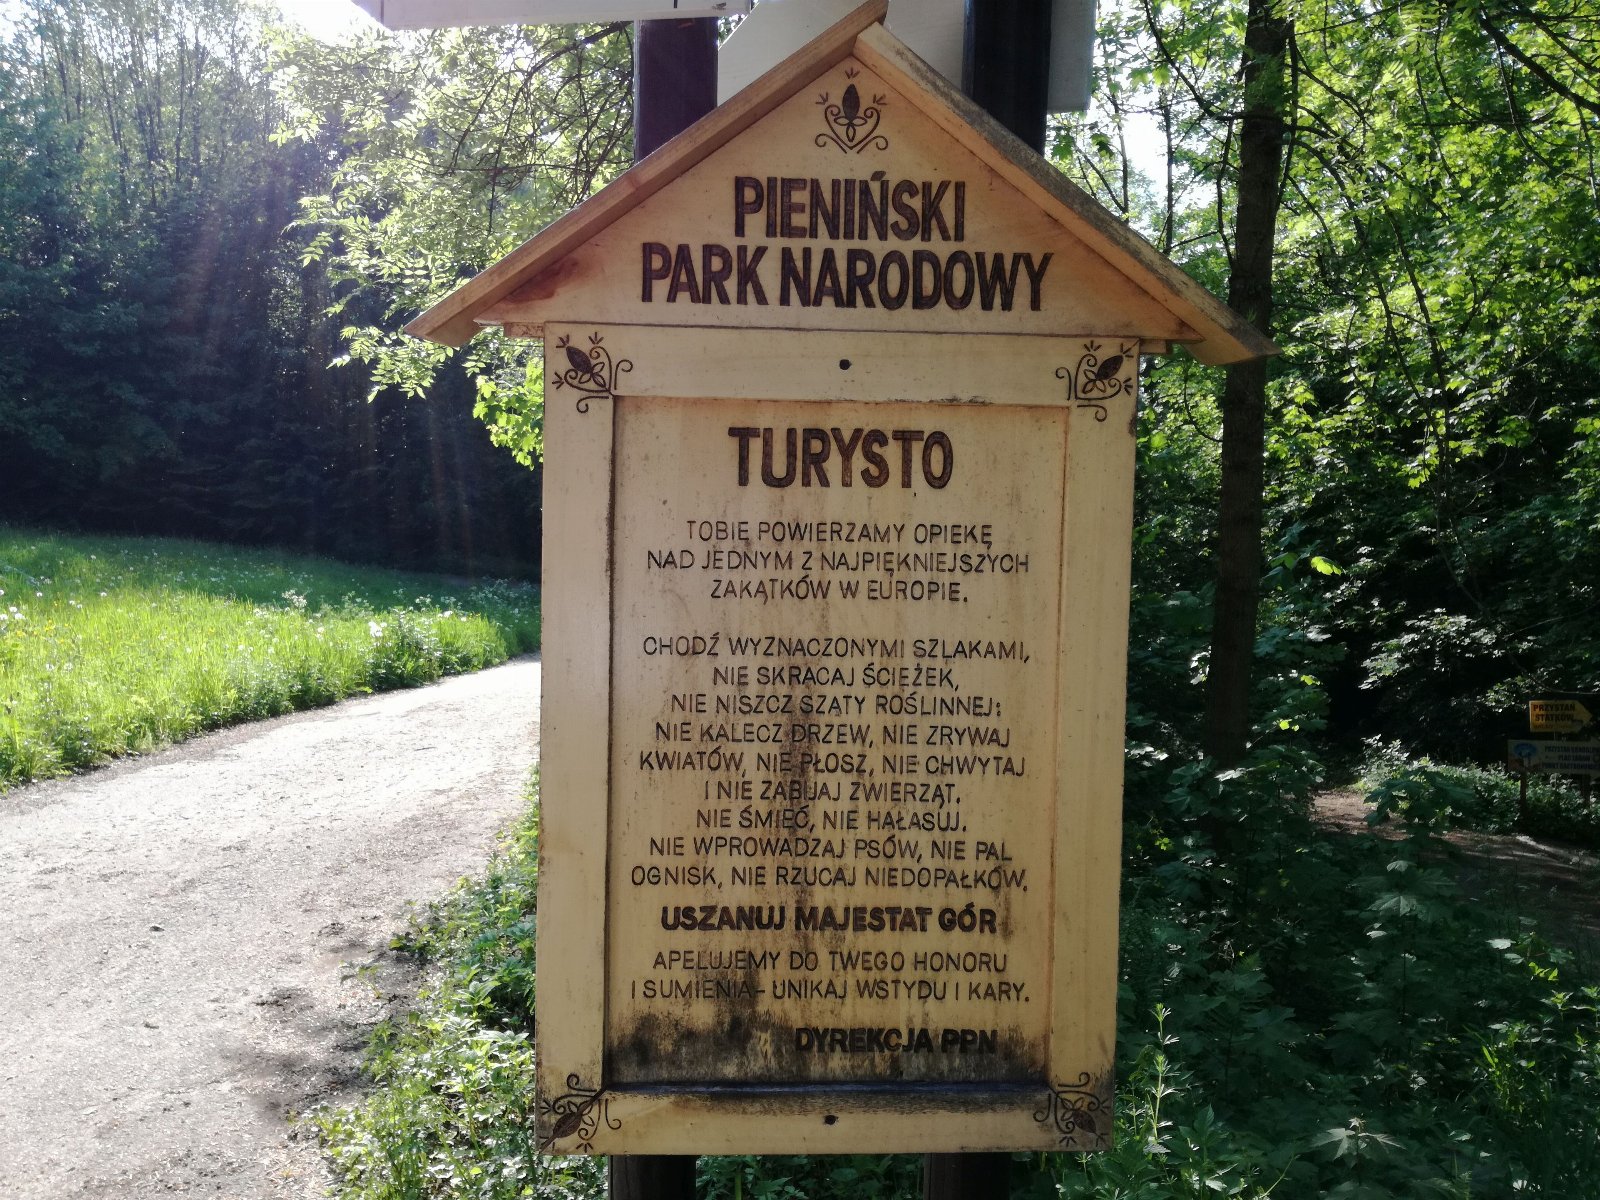 PIENIŃSKI
PARK NARODOWY
TURYSTO
TOBIE POWIERZAMY OPIEKĘ
NAD JEDNYM Z NAJPIĘKNIEJSZYCH
ZAKĄTKÓW W EUROPIE.
CHODŹ WYZNACZONYMI SZLAKAMI,
NIE SKRACAJ ŚCIEŻEK,
NIE NISZCZ SZATY ROŚLINNEJ:
NIE KALECZ DRZEW, NIE ZRYWAJ
KWIATÓW, NIE PŁOSZ, NIE CHWYTAJ
I NIE ZABIJAJ ZWIERZĄT.
NIE ŚMIEĆ, NIE HAŁASUJ.
NIE WPROWADZAJ PSÓW, NIE PAL
OGNISK, NIE RZUCAJ NIEDOPAŁKÓW.
USZANUJ MAJESTAT GÓR
APELUJEMY DO TWEGO HONORU
I SUMIENIA – UNIKAJ WSTYDU I KARY.
DYREKCJA PPN
PRZYSTAŃ
STATKÓW